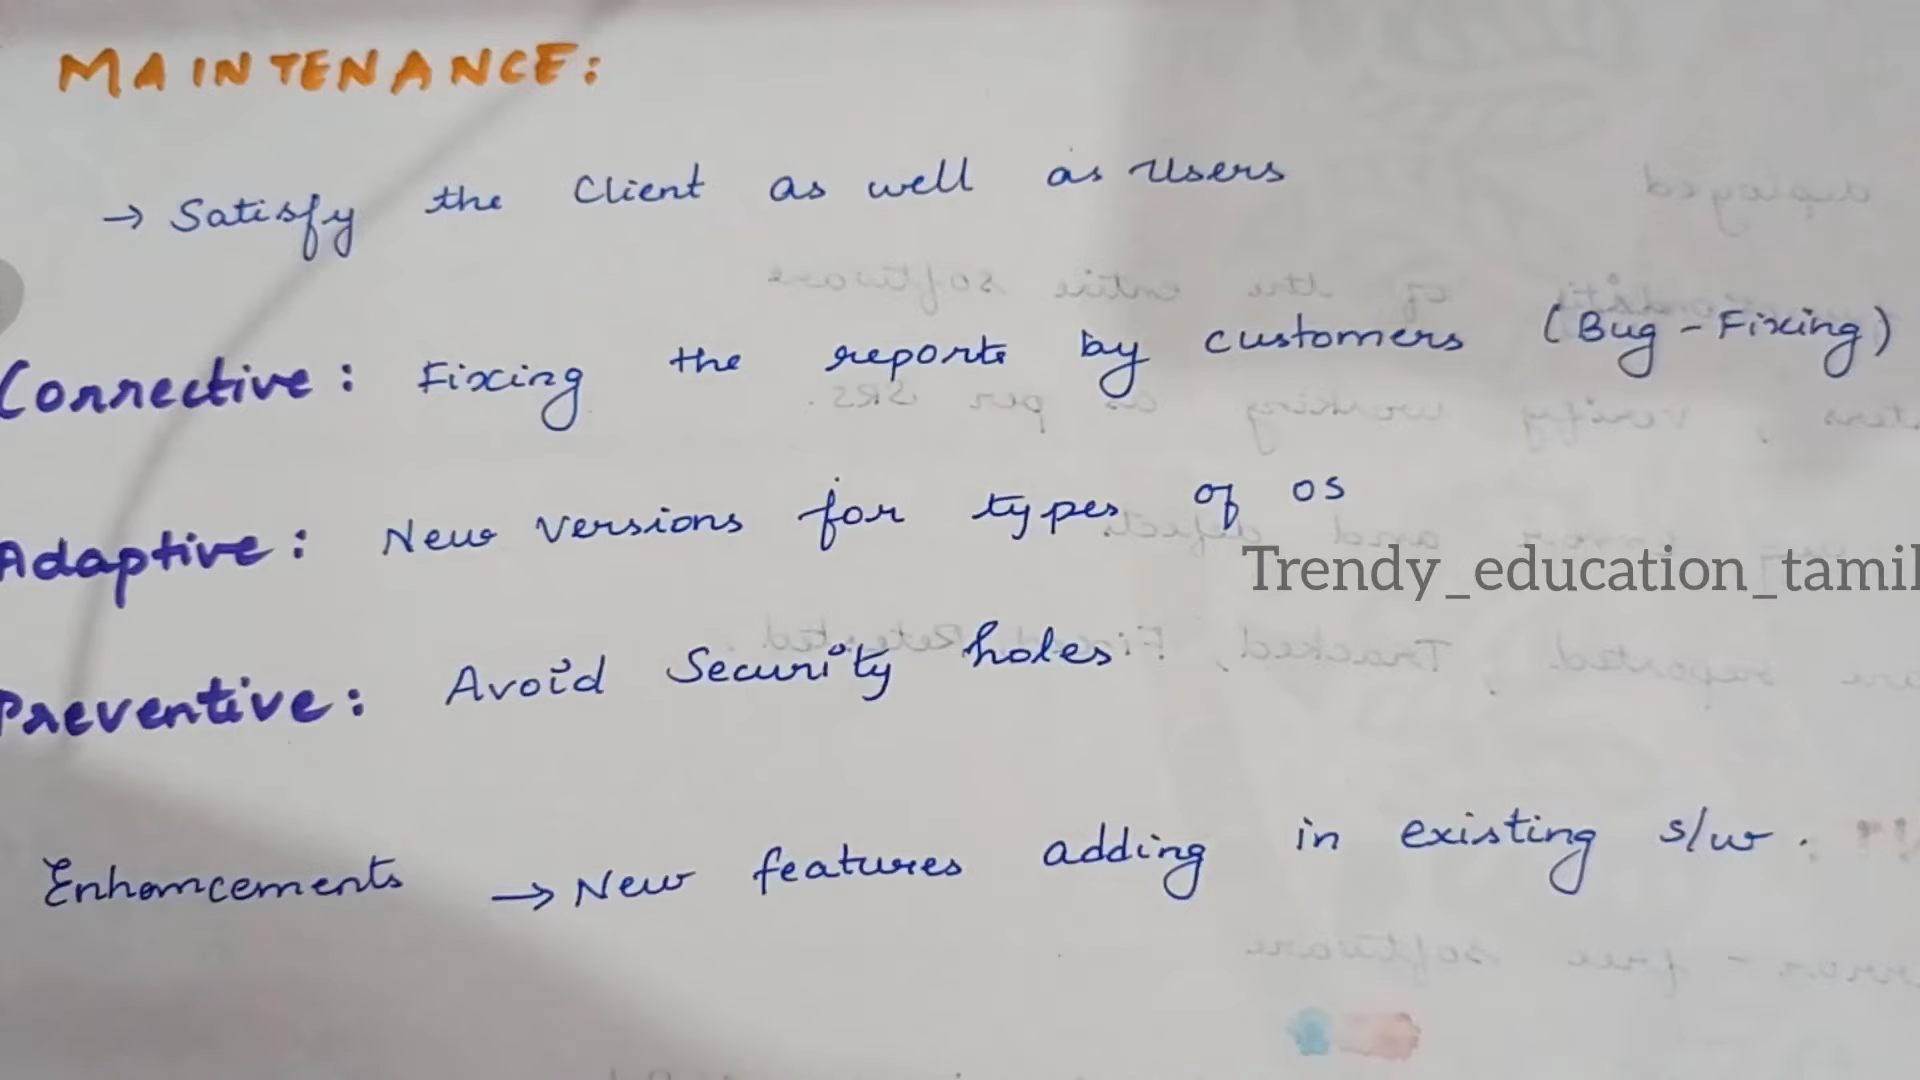 MAINTENANCE:
→ Satisfy the Client as well as Users
Corrective: Fixing the reports by customers (Bug-Fixing)
Adaptive: New Versions for types of OS
Trendy_education_tamil
Preventive: Avoid Security holes
Enhancements → New features adding in existing s/w.